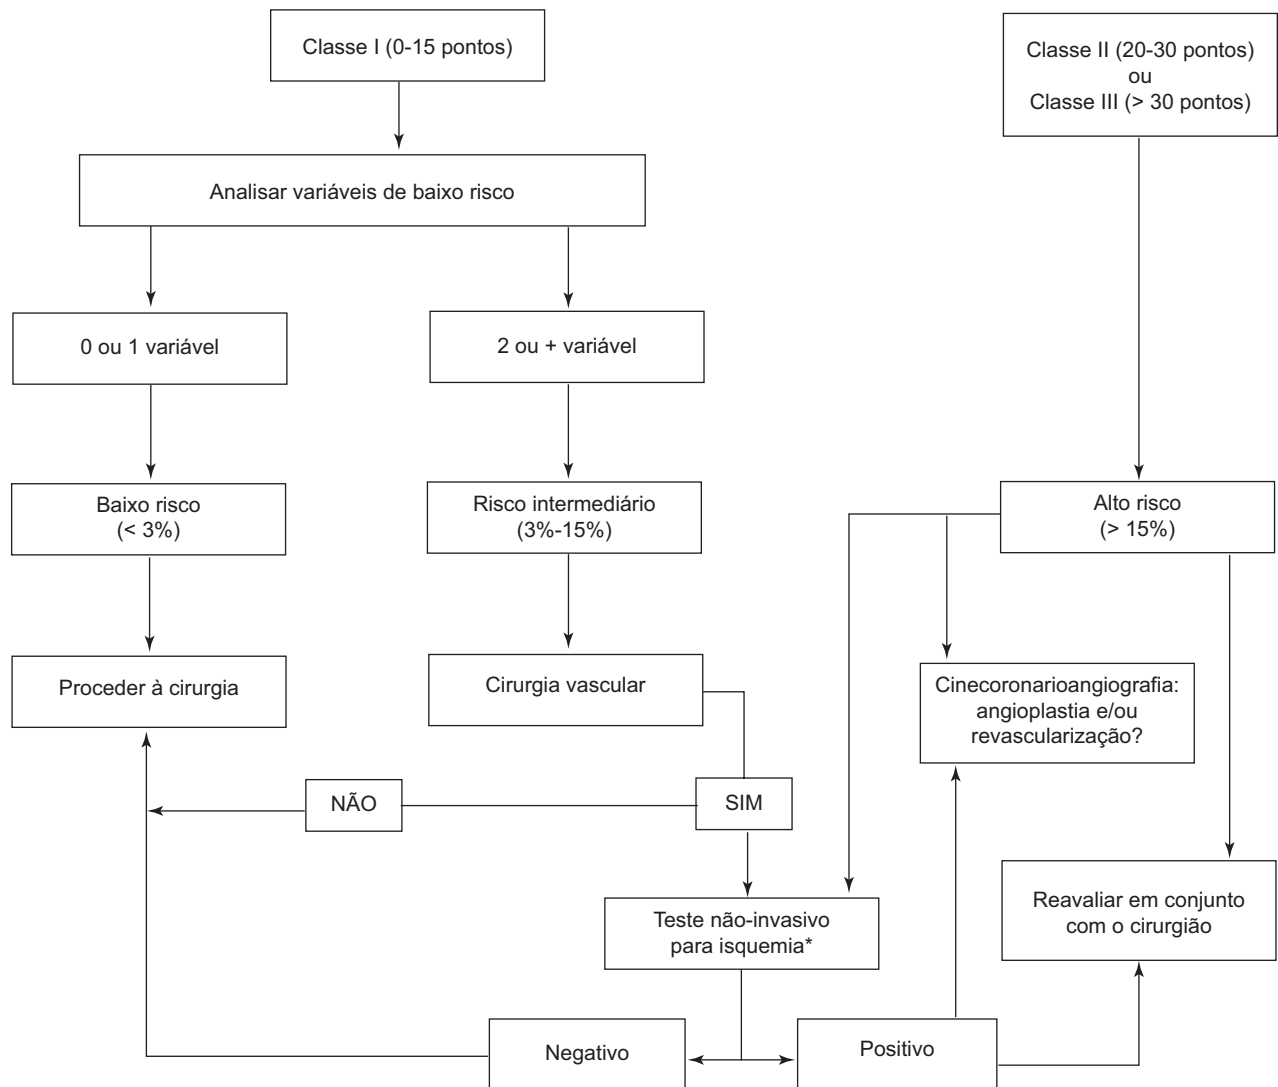 Classe I (0-15 pontos)
Classe II (20-30 pontos)
ou
Classe III (> 30 pontos)
Analisar variáveis de baixo risco
0 ou 1 variável
2 ou + variável
Baixo risco
(< 3%)
Risco intermediário
(3%-15%)
Alto risco
(> 15%)
Proceder à cirurgia
Cirurgia vascular
Cinecoronarioangiografia:
angioplastia e/ou
revascularização?
NÃO
SIM
Teste não-invasivo
para isquemia*
Reavaliar em conjunto
com o cirurgião
Negativo
Positivo